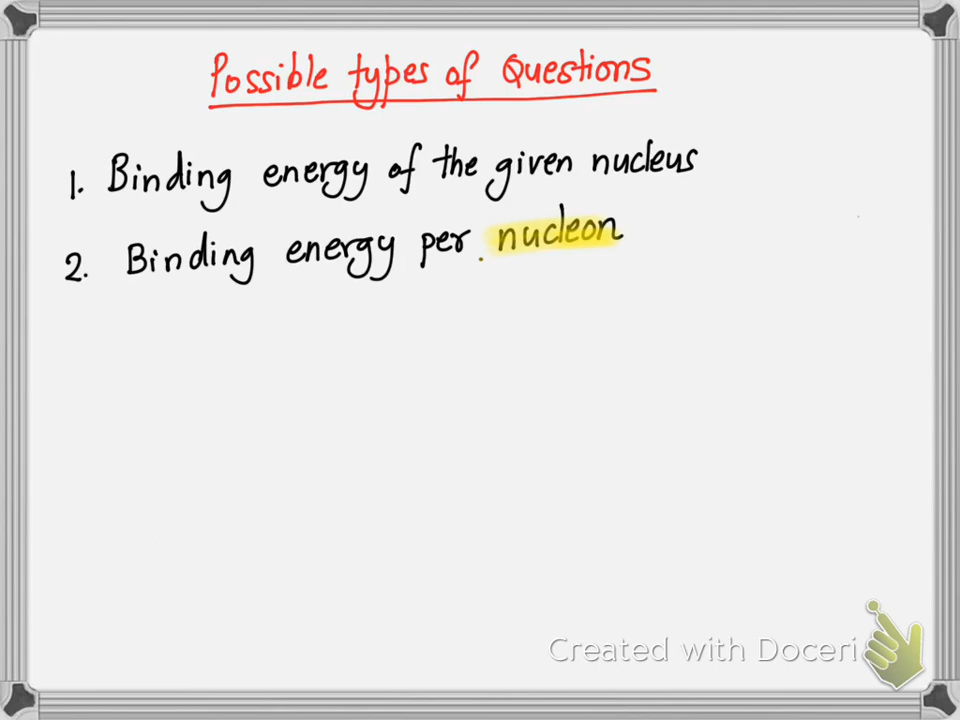 Possible types of Questions
1. Binding energy of the given nucleus
2. Binding energy per nucleon
Created with Doceri